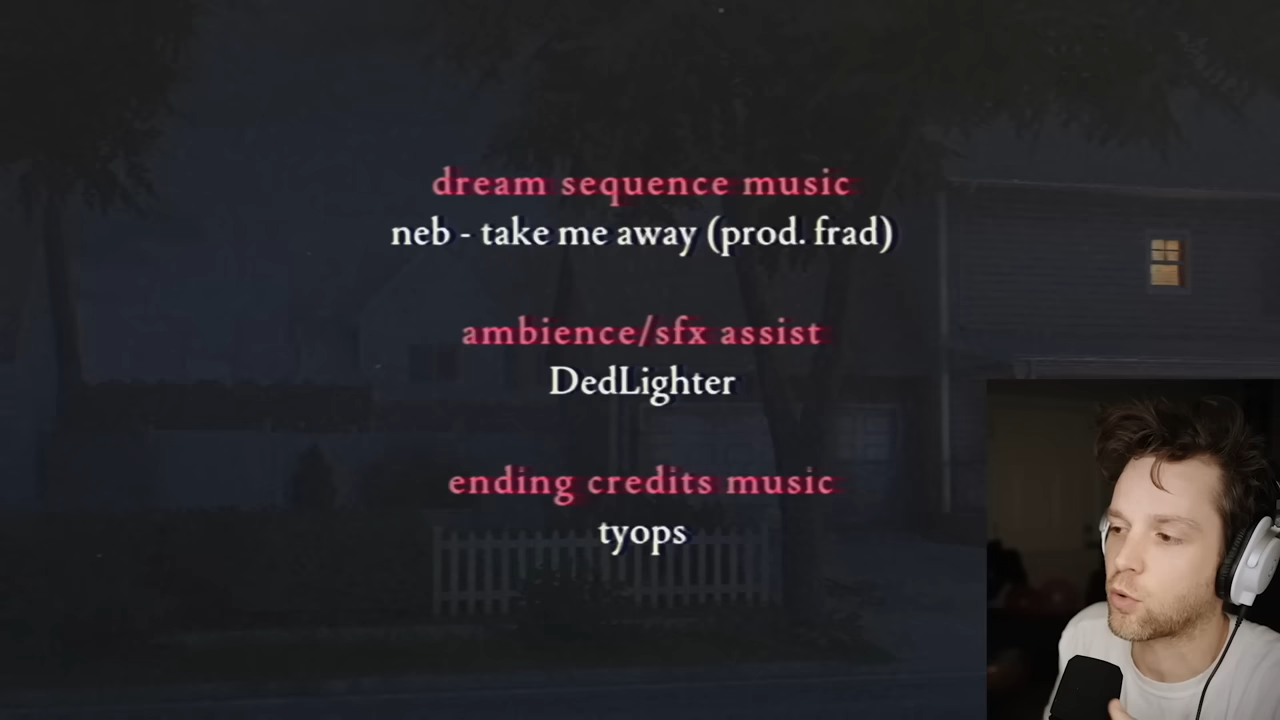 dream sequence music
neb - take me away (prod. frad)
ambience/sfx assist
DedLighter
ending credits music
tyops